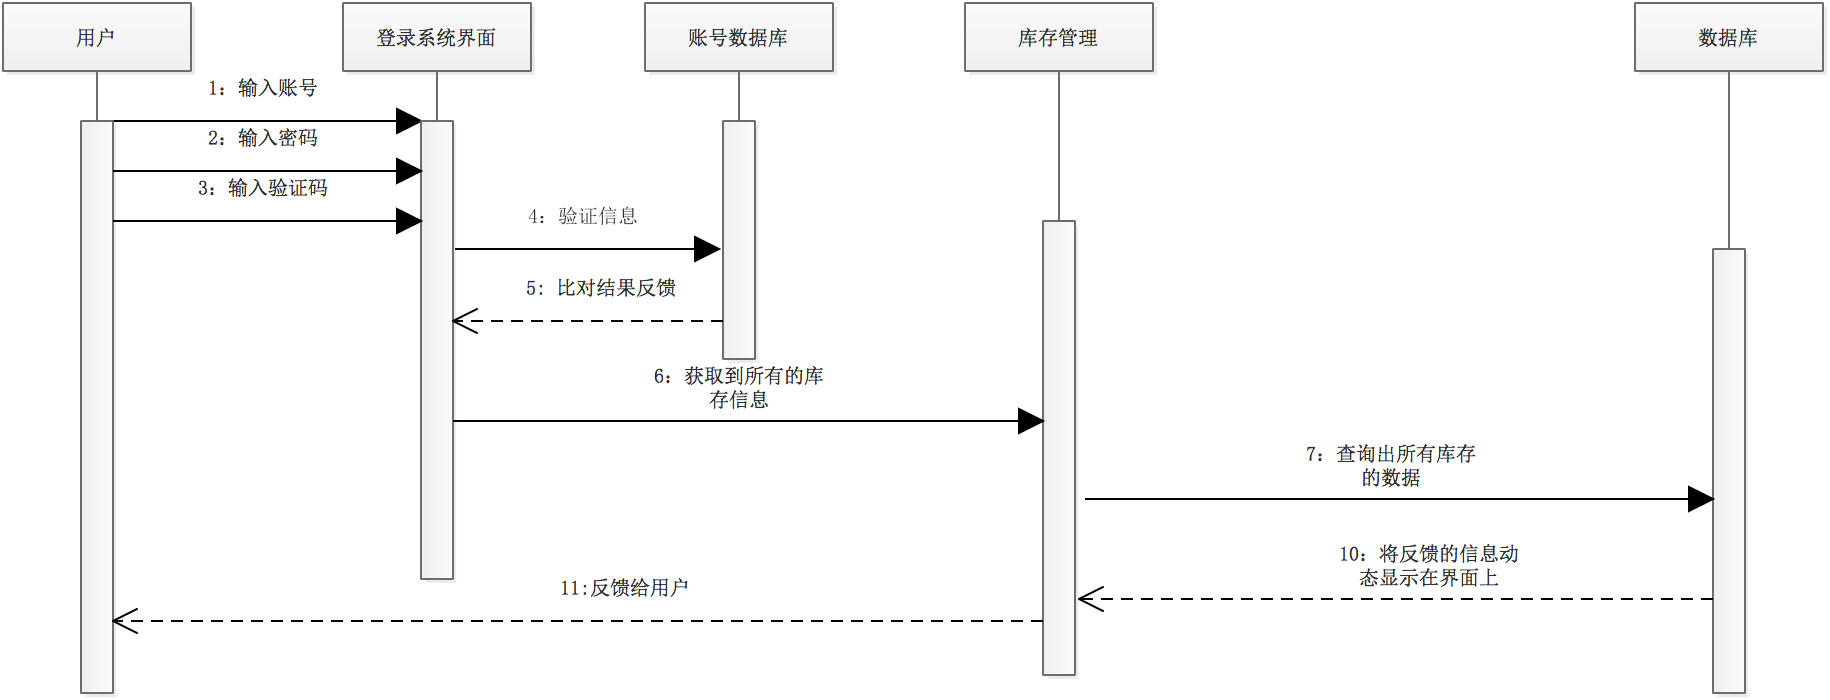 用户
登录系统界面
账号数据库
库存管理
数据库
1：输入账号
2：输入密码
3：输入验证码
4：验证信息
5：比对结果反馈
6：获取到所有的库
存信息
7：查询出所有库存
的数据
10：将反馈的信息动
态显示在界面上
11:反馈给用户